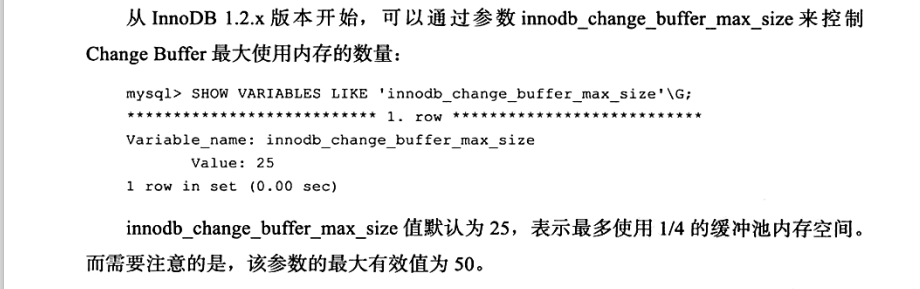 从 InnoDB 1.2.x 版本开始，可以通过参数 innodb_change_buffer_max_size 来控制
Change Buffer 最大使用内存的数量：
mysql> SHOW VARIABLES LIKE 'innodb_change_buffer_max_size'\G;
*************************** 1. row ***************************
Variable_name: innodb_change_buffer_max_size
Value: 25
1 row in set (0.00 sec)
innodb_change_buffer_max_size 值默认为 25，表示最多使用 1/4 的缓冲池内存空间。
而需要注意的是，该参数的最大有效值为 50。